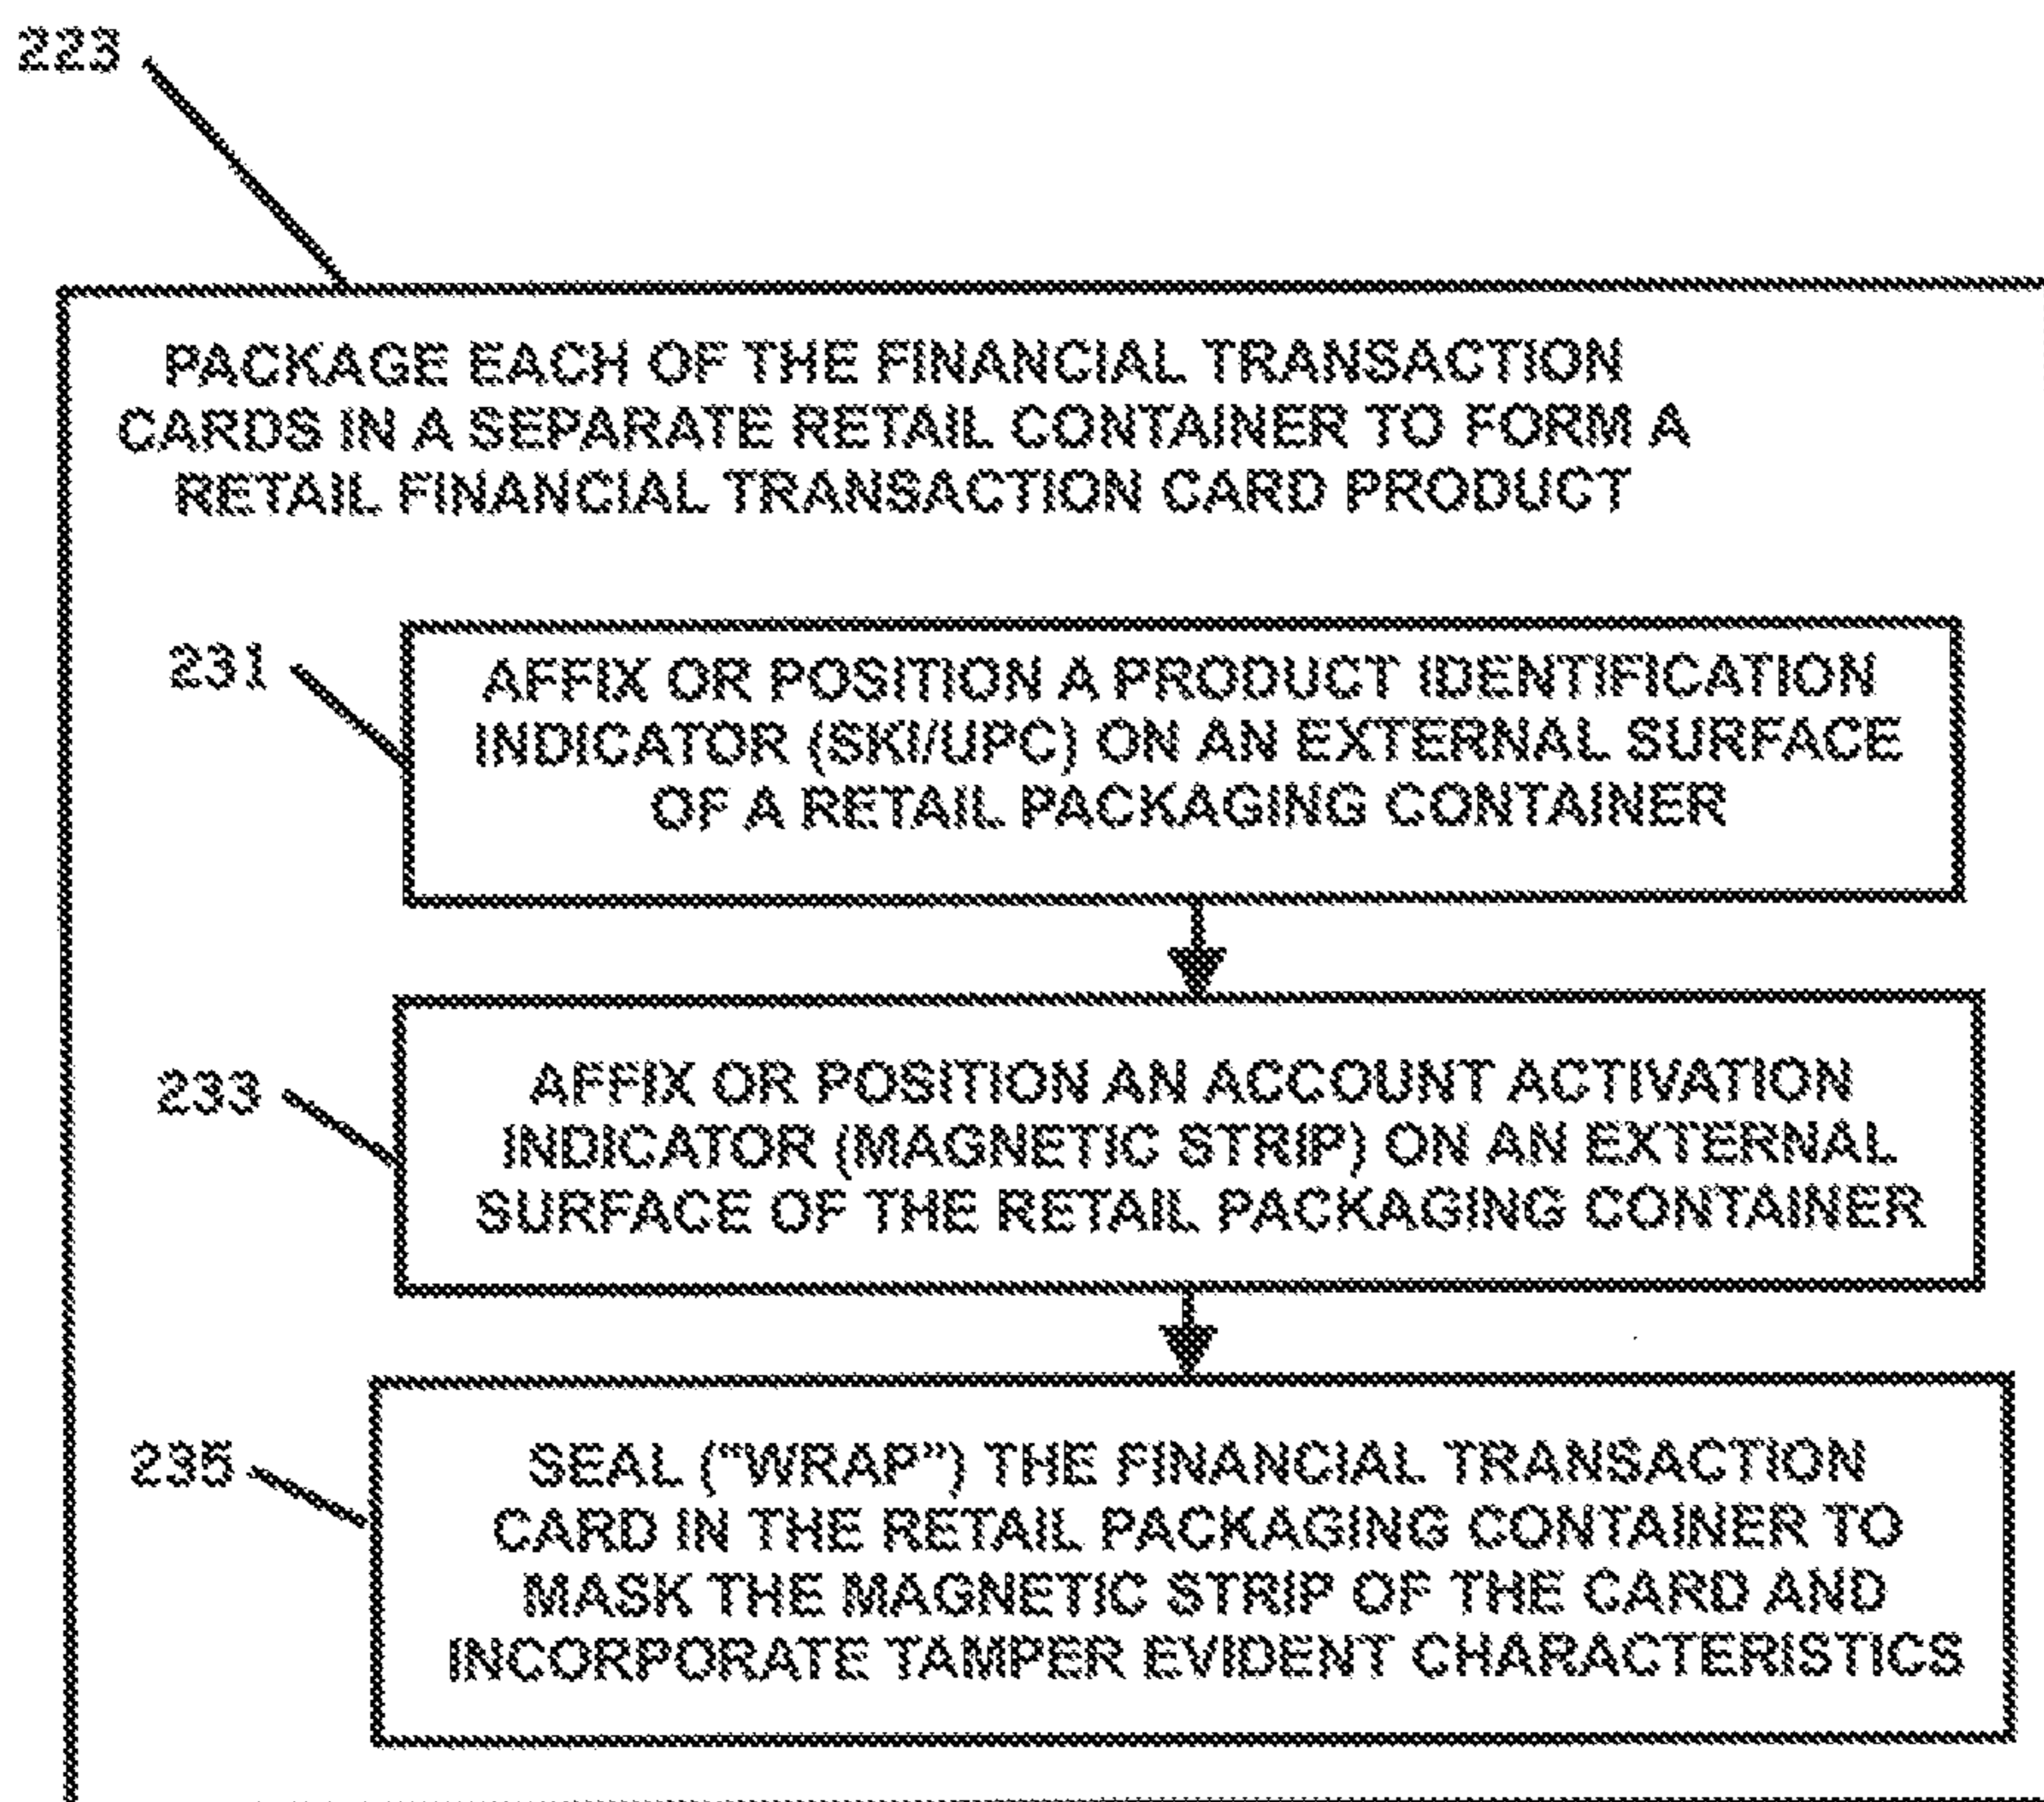 223
PACKAGE EACH OF THE FINANCIAL TRANSACTION
CARDS IN A SEPARATE RETAIL CONTAINER TO FORM A
RETAIL FINANCIAL TRANSACTION CARD PRODUCT
231
AFFIX OR POSITION A PRODUCT IDENTIFICATION
INDICATOR (SKI/UPC) ON AN EXTERNAL SURFACE
OF A RETAIL PACKAGING CONTAINER
233
AFFIX OR POSITION AN ACCOUNT ACTIVATION
INDICATOR (MAGNETIC STRIP) ON AN EXTERNAL
SURFACE OF THE RETAIL PACKAGING CONTAINER
235
SEAL ("WRAP") THE FINANCIAL TRANSACTION
CARD IN THE RETAIL PACKAGING CONTAINER TO
MASK THE MAGNETIC STRIP OF THE CARD AND
INCORPORATE TAMPER EVIDENT CHARACTERISTICS